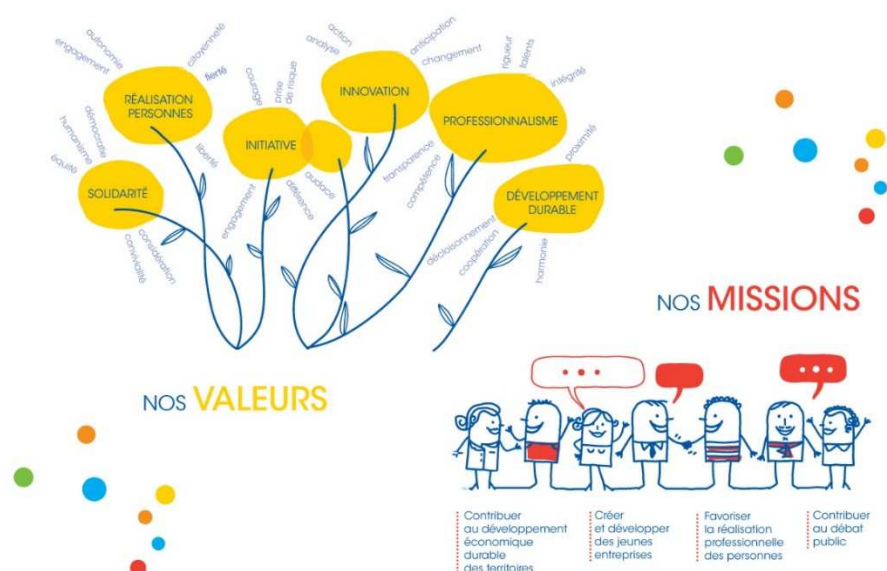 engagement
autonomie
citoyenneté
fierté
RÉALISATION
PERSONNES
liberté
équité
humanisme
démocratie
SOLIDARITÉ
convivialité
considération
courage
prise
de risque
INITIATIVE
engagement
différence
audace
analyse
action
anticipation
changement
INNOVATION
rigueur
talents
intégrité
PROFESSIONNALISME
transparence
compétence
proximité
DÉVELOPPEMENT
DURABLE
décloisonnement
coopération
harmonie
NOS VALEURS
NOS MISSIONS
Contribuer
au développement
économique
durable
des territoires
Créer
et développer
des jeunes
entreprises
Favoriser
la réalisation
professionnelle
des personnes
Contribuer
au débat
public